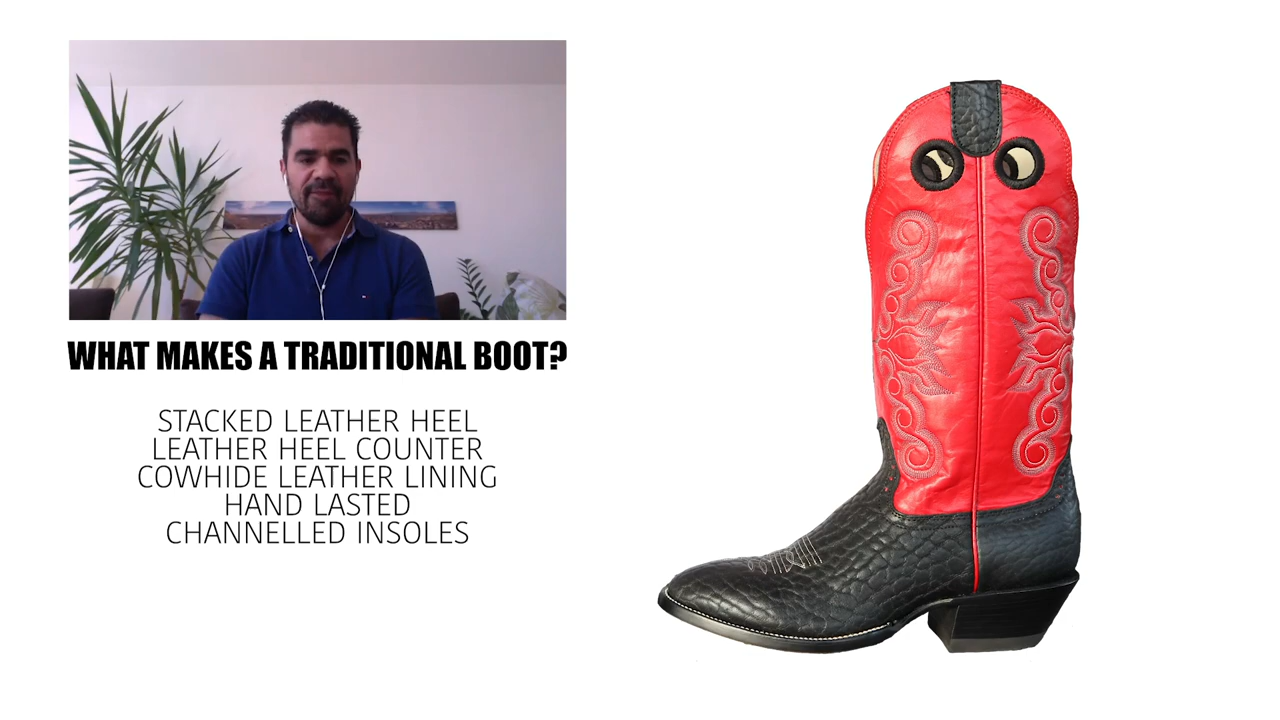 WHAT MAKES A TRADITIONAL BOOT?
STACKED LEATHER HEEL
LEATHER HEEL COUNTER
COWHIDE LEATHER LINING
HAND LASTED
CHANNELLED INSOLES